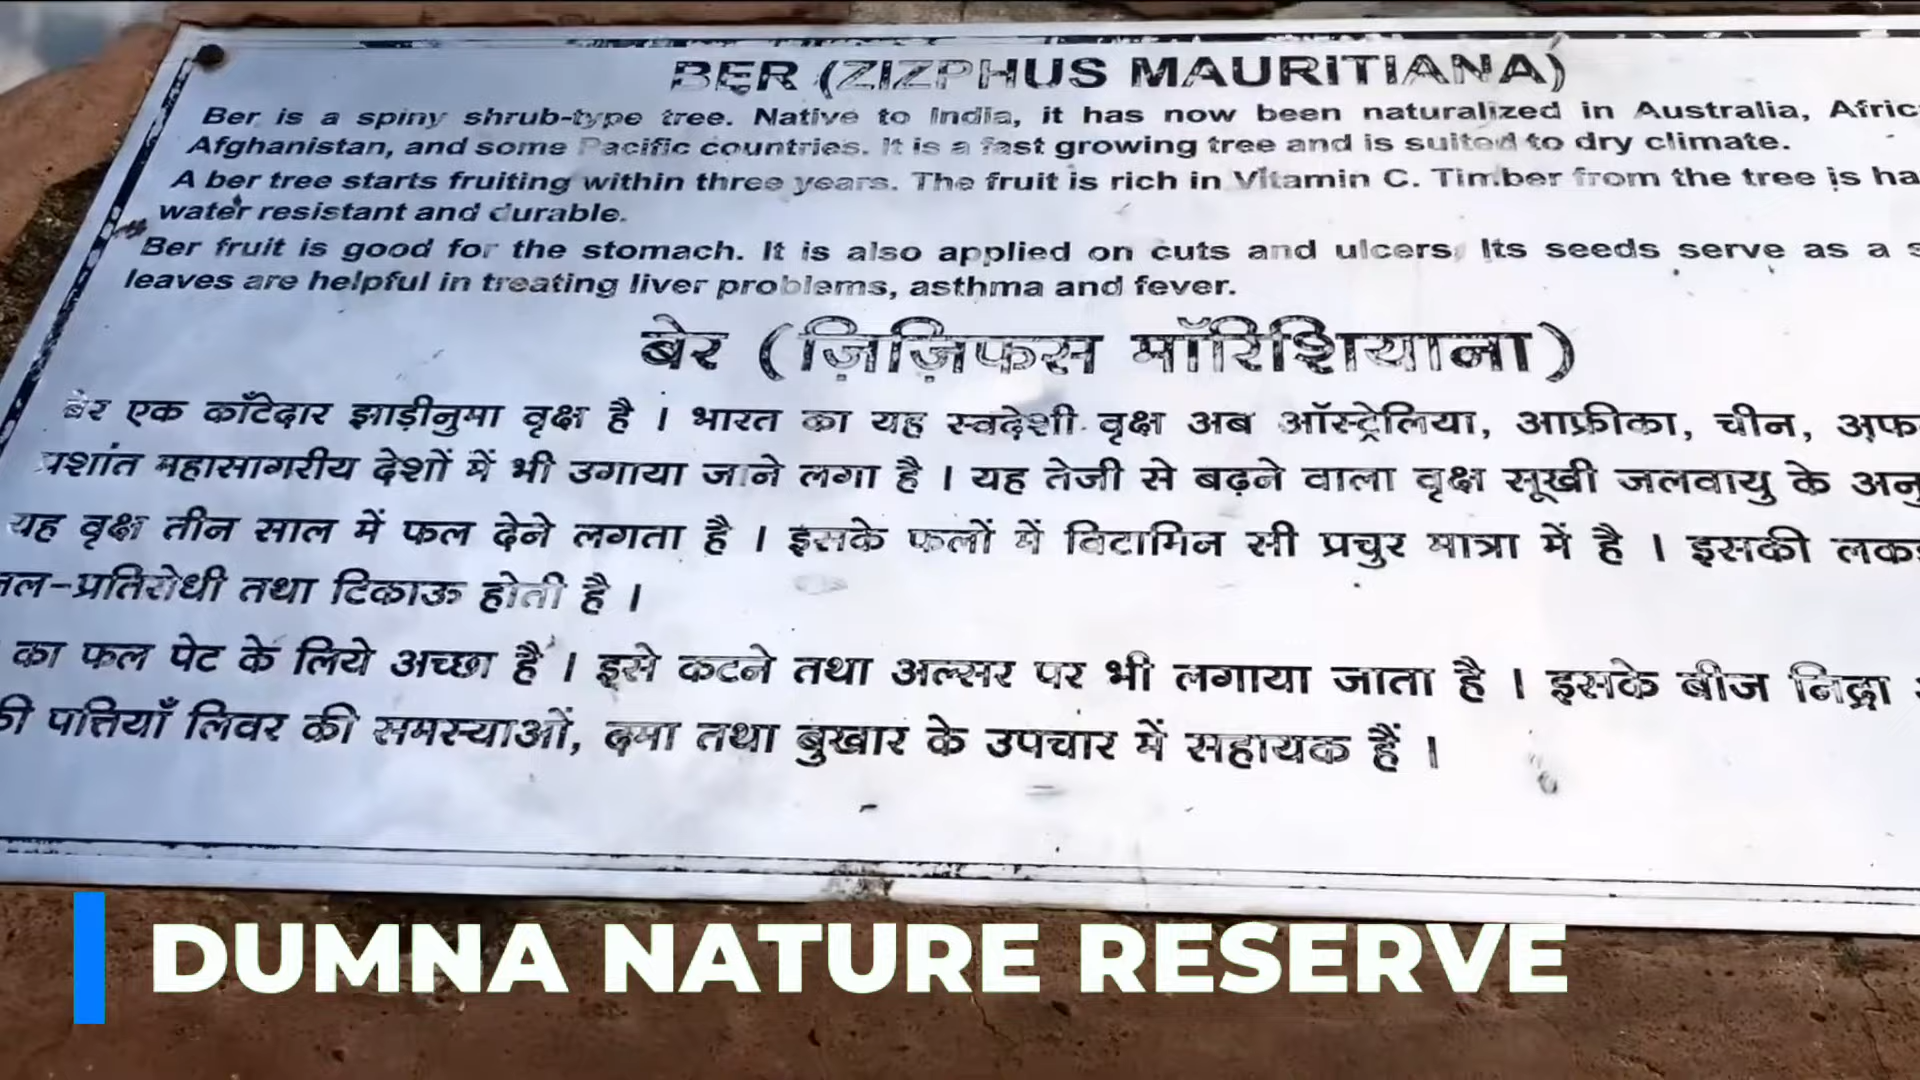 BER (ZIZPHUS MAURITIANA)
Ber is a spiny shrub-type tree. Native to India, it has now been naturalized in Australia,
Afghanistan, and some Pacific countries. It is a fast growing tree and is suited to dry climate.
A ber tree starts fruiting within three years. The fruit is rich in Vitamin C. Timber from the tree is
water resistant and durable.
Ber fruit is good for the stomach. It is also applied on cuts and ulcers, Its seeds serve as a
leaves are helpful in treating liver problems, asthma and fever.
बेर (ज़िज़िफस मॉरिशियाना)
बेर एक काँटेदार झाड़ीनुमा वृक्ष है । भारत का यह स्वदेशी वृक्ष अब ऑस्ट्रेलिया, आफ्रीका, चीन,
प्रशांत महासागरीय देशों में भी उगाया जाने लगा है । यह तेजी से बढ़ने वाला वृक्ष सूखी जलवायु के
यह वृक्ष तीन साल में फल देने लगता है । इसके फलों में विटामिन सी प्रचुर मात्रा में है । इसकी
जल-प्रतिरोधी तथा टिकाऊ होती है ।
का फल पेट के लिये अच्छा है । इसे कटने तथा अल्सर पर भी लगाया जाता है । इसके बीज निद्रा
की पत्तियाँ लिवर की समस्याओं, दमा तथा बुखार के उपचार में सहायक हैं ।
DUMNA NATURE RESERVE